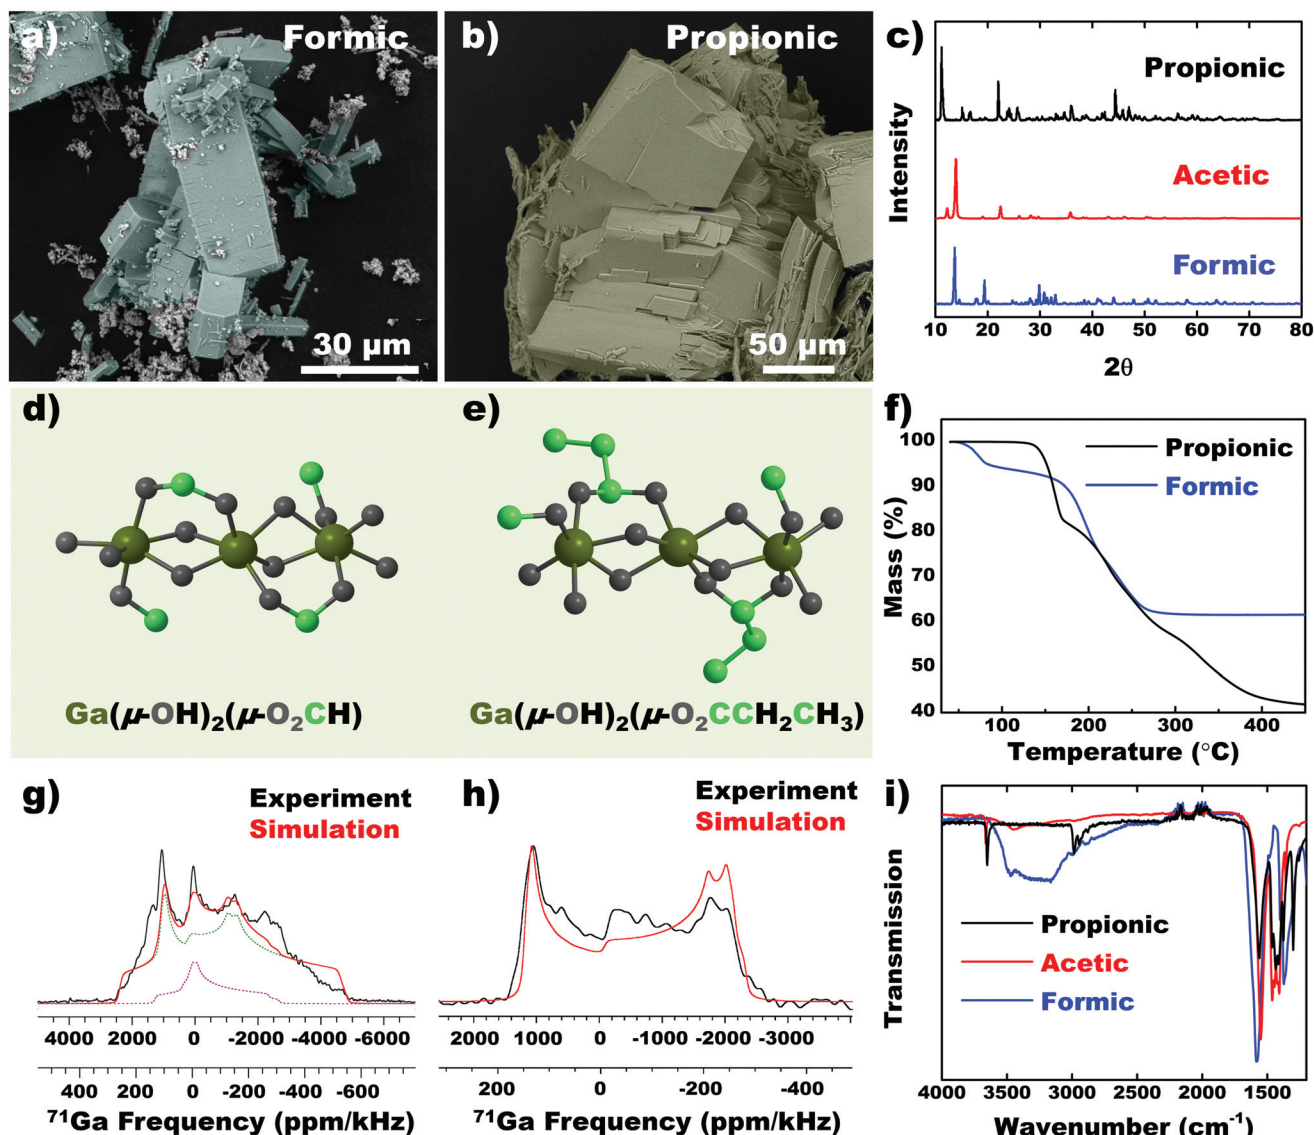 a) Formic
30 μm
b) Propionic
50 μm
c)
Propionic
Acetic
Formic
Intensity
10 20 30 40 50 60 70 80
2θ
d)
Ga(μ-OH)₂(μ-O₂CH)
e)
Ga(μ-OH)₂(μ-O₂CCH₂CH₃)
f)
Propionic
Formic
Mass (%)
100
90
80
70
60
50
40
100 200 300 400
Temperature (°C)
g)
Experiment
Simulation
4000 2000 0 -2000 -4000 -6000
400 200 0 -200 -400 -600
⁷¹Ga Frequency (ppm/kHz)
h)
Experiment
Simulation
2000 1000 0 -1000 -2000 -3000
200 0 -200 -400
⁷¹Ga Frequency (ppm/kHz)
i)
Transmission
Propionic
Acetic
Formic
4000 3500 3000 2500 2000 1500
Wavenumber (cm⁻¹)